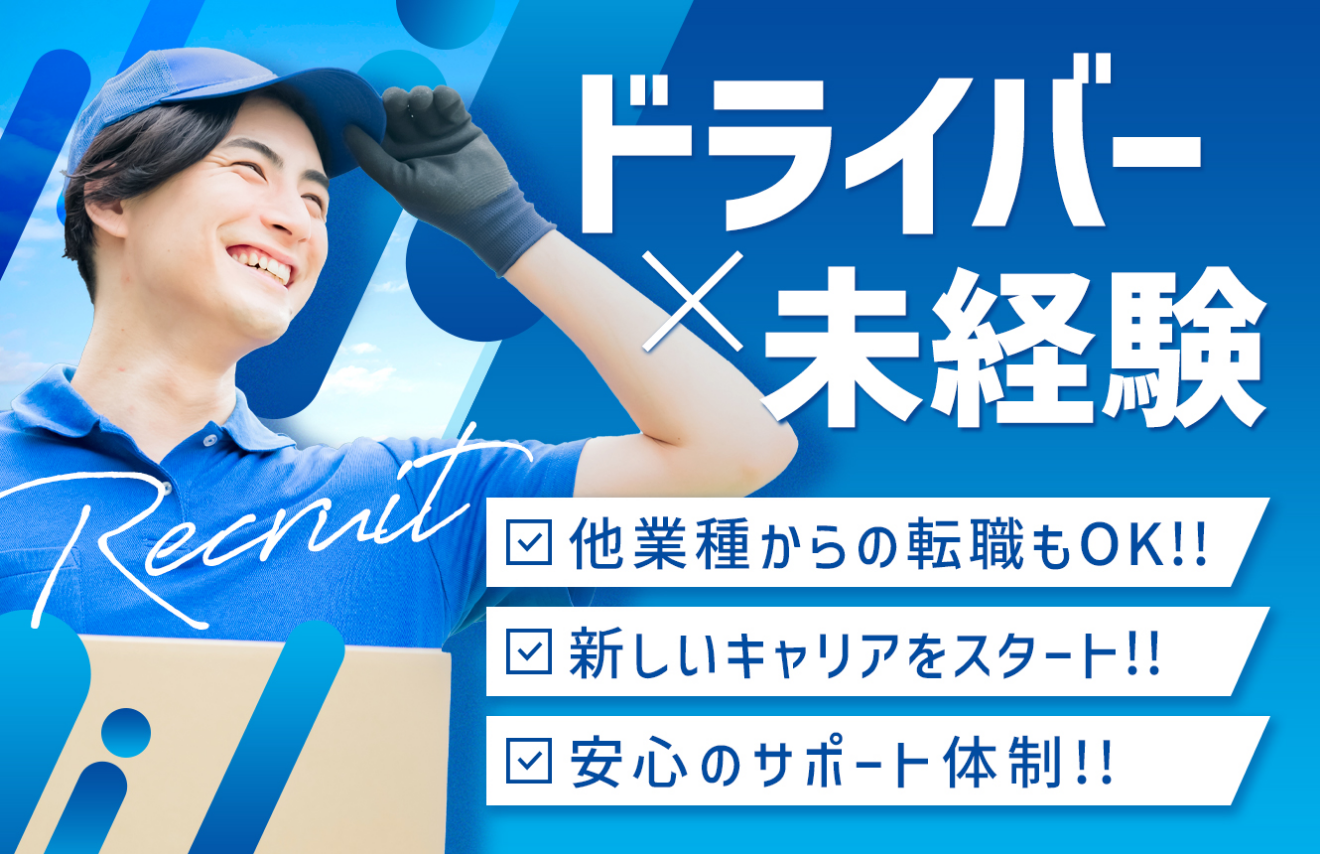 ドライバー
×未経験
Recruit
他業種からの転職もOK!!
新しいキャリアをスタート!!
安心のサポート体制!!